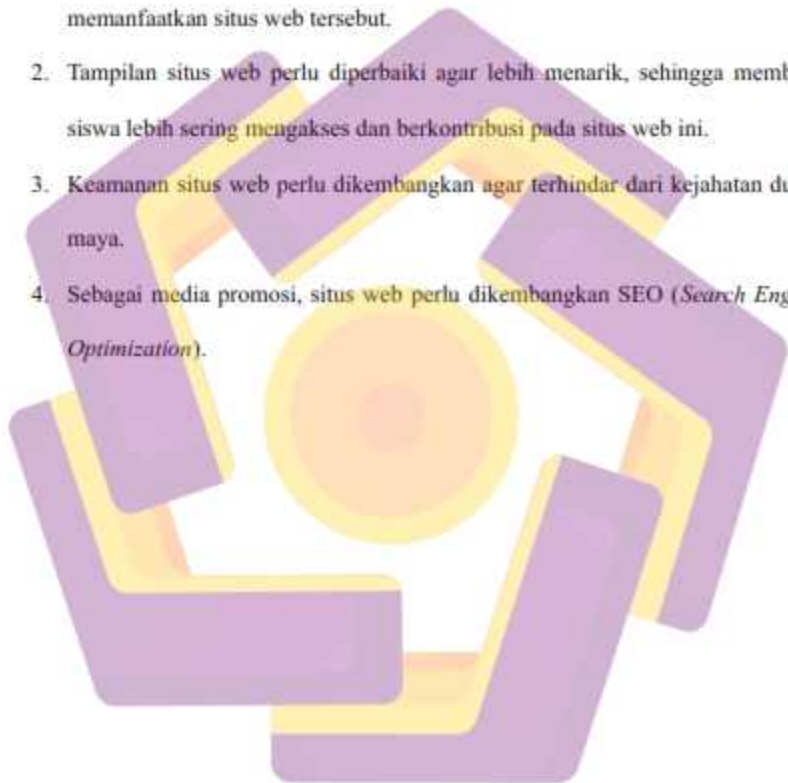 memanfaatkan situs web tersebut.
2. Tampilan situs web perlu diperbaiki agar lebih menarik, sehingga memb
siswa lebih sering mengakses dan berkontribusi pada situs web ini.
3. Keamanan situs web perlu dikembangkan agar terhindar dari kejahatan du
maya.
4. Sebagai media promosi, situs web perlu dikembangkan SEO (Search Eng
Optimization).